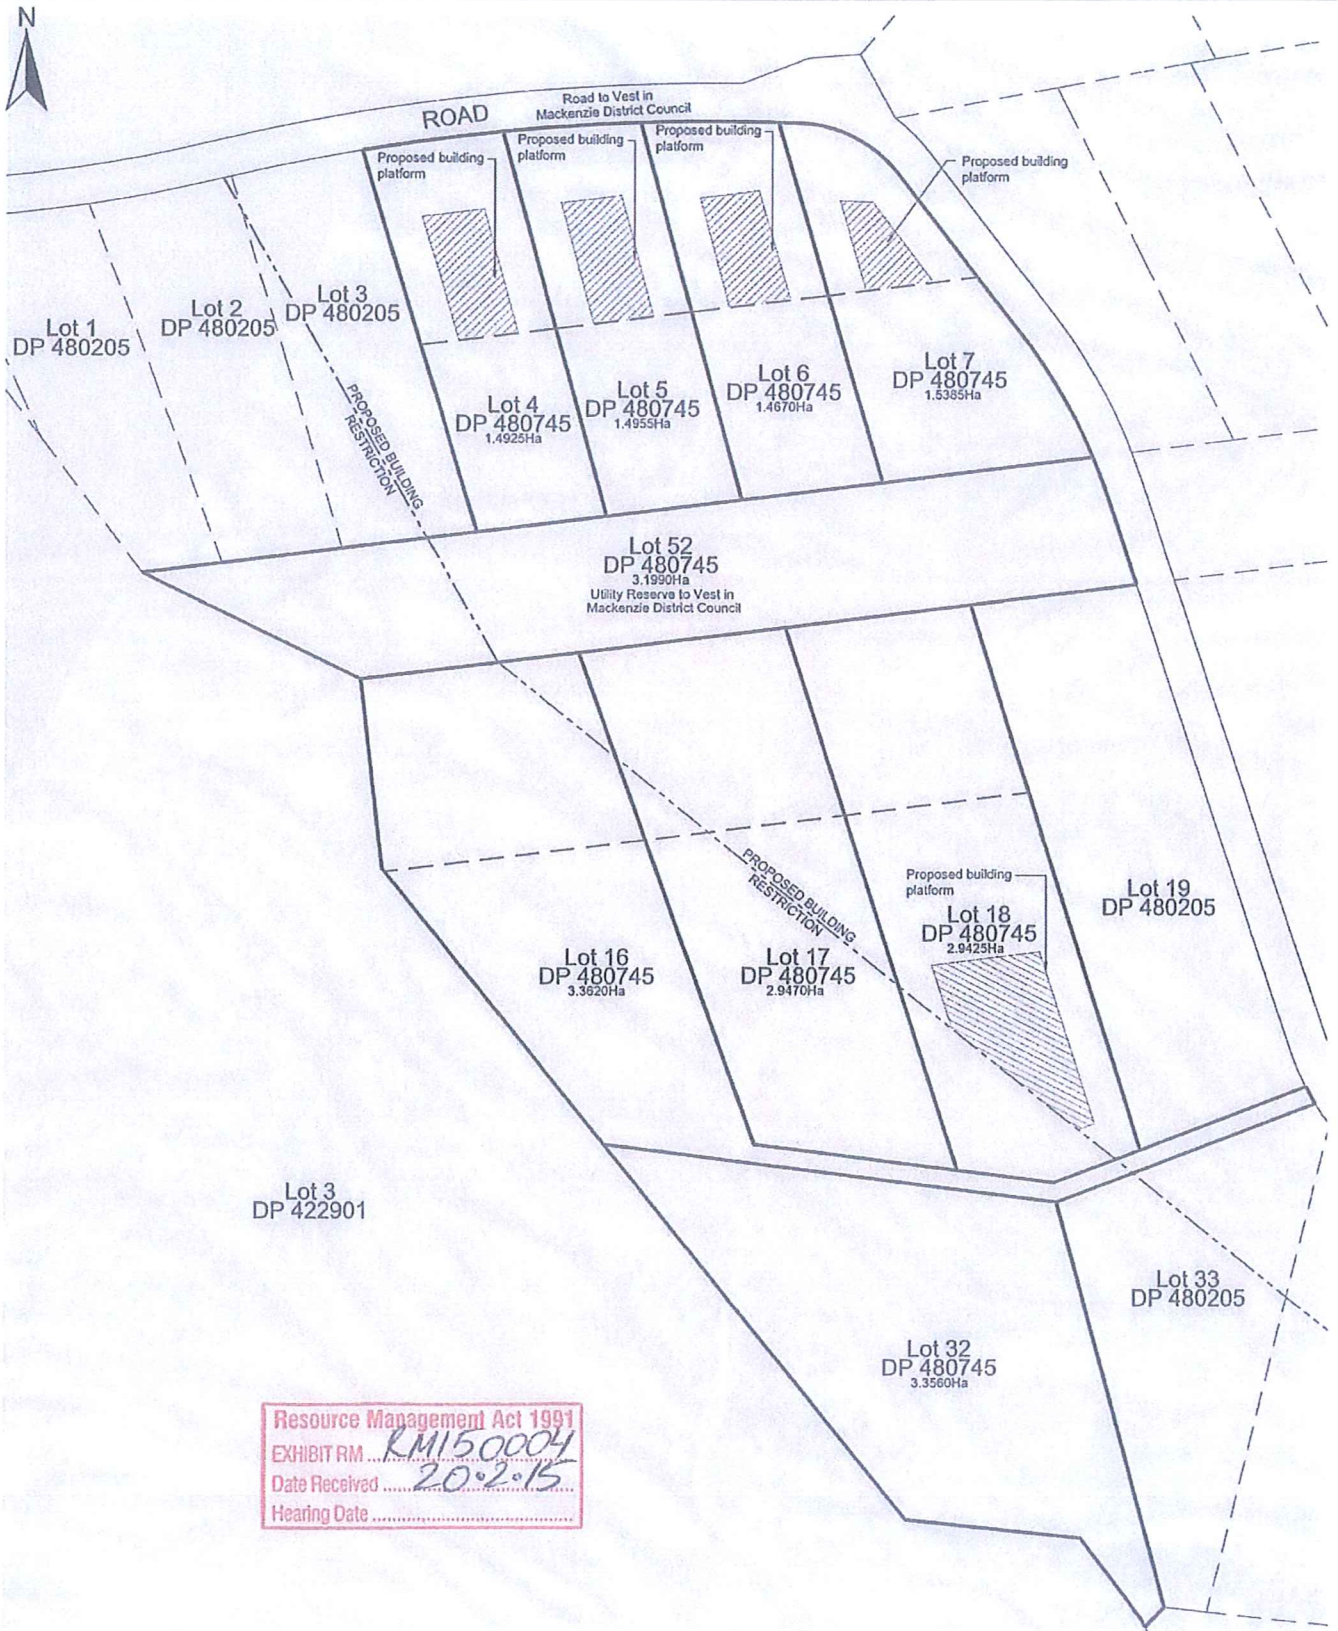 N
ROAD
Road to Vest in
Mackenzie District Council
Proposed building
platform
Proposed building
platform
Proposed building
platform
Proposed building
platform
Lot 1
DP 480205
Lot 2
DP 480205
Lot 3
DP 480205
PROPOSED BUILDING
RESTRICTION
Lot 4
DP 480745
1.4925Ha
Lot 5
DP 480745
1.4955Ha
Lot 6
DP 480745
1.4670Ha
Lot 7
DP 480745
1.5385Ha
Lot 52
DP 480745
3.1990Ha
Utility Reserve to Vest in
Mackenzie District Council
PROPOSED BUILDING
RESTRICTION
Proposed building
platform
Lot 16
DP 480745
3.3620Ha
Lot 17
DP 480745
2.9470Ha
Lot 18
DP 480745
2.9425Ha
Lot 19
DP 480205
Lot 3
DP 422901
Lot 33
DP 480205
Lot 32
DP 480745
3.3560Ha
Resource Management Act 1991
EXHIBIT RM RM150004
Date Received 20.2.15
Hearing Date